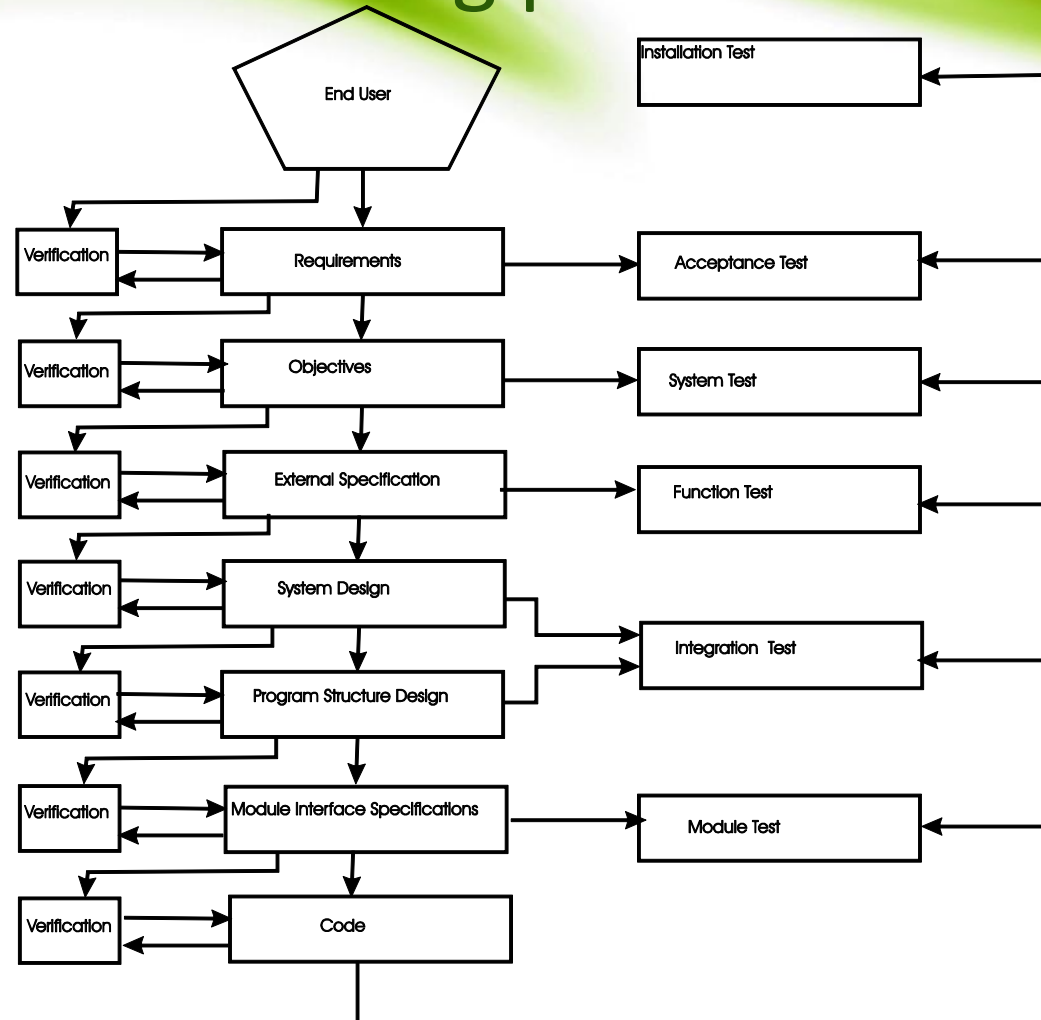 End User
Installation Test
Verification
Requirements
Acceptance Test
Verification
Objectives
System Test
Verification
External Specification
Function Test
Verification
System Design
Integration Test
Verification
Program Structure Design
Verification
Module Interface Specifications
Module Test
Verification
Code